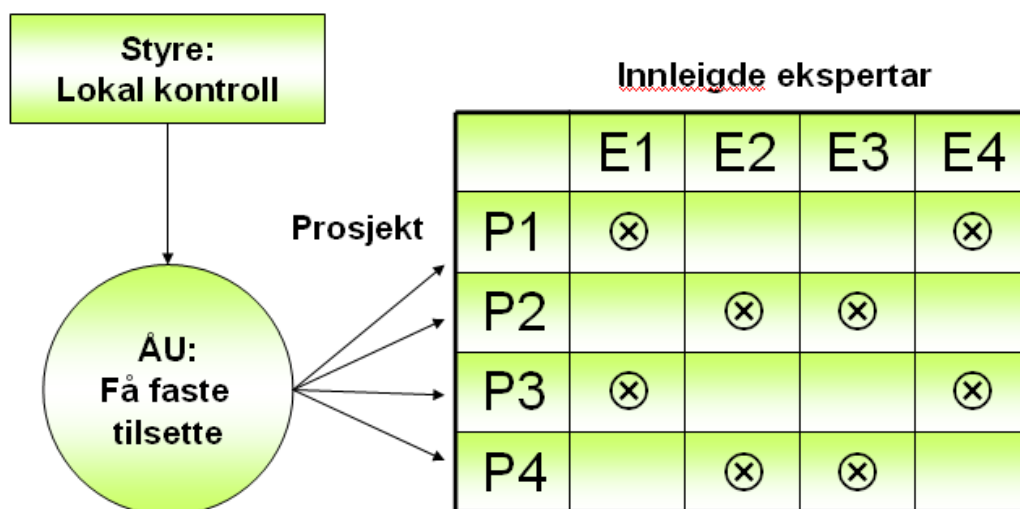 Styre:
Lokal kontroll
Innleigde ekspertar
E1 E2 E3 E4
Prosjekt
P1 ⊗ ⊗
P2 ⊗ ⊗
ÅU:
Få faste
tilsette
P3 ⊗ ⊗
P4 ⊗ ⊗